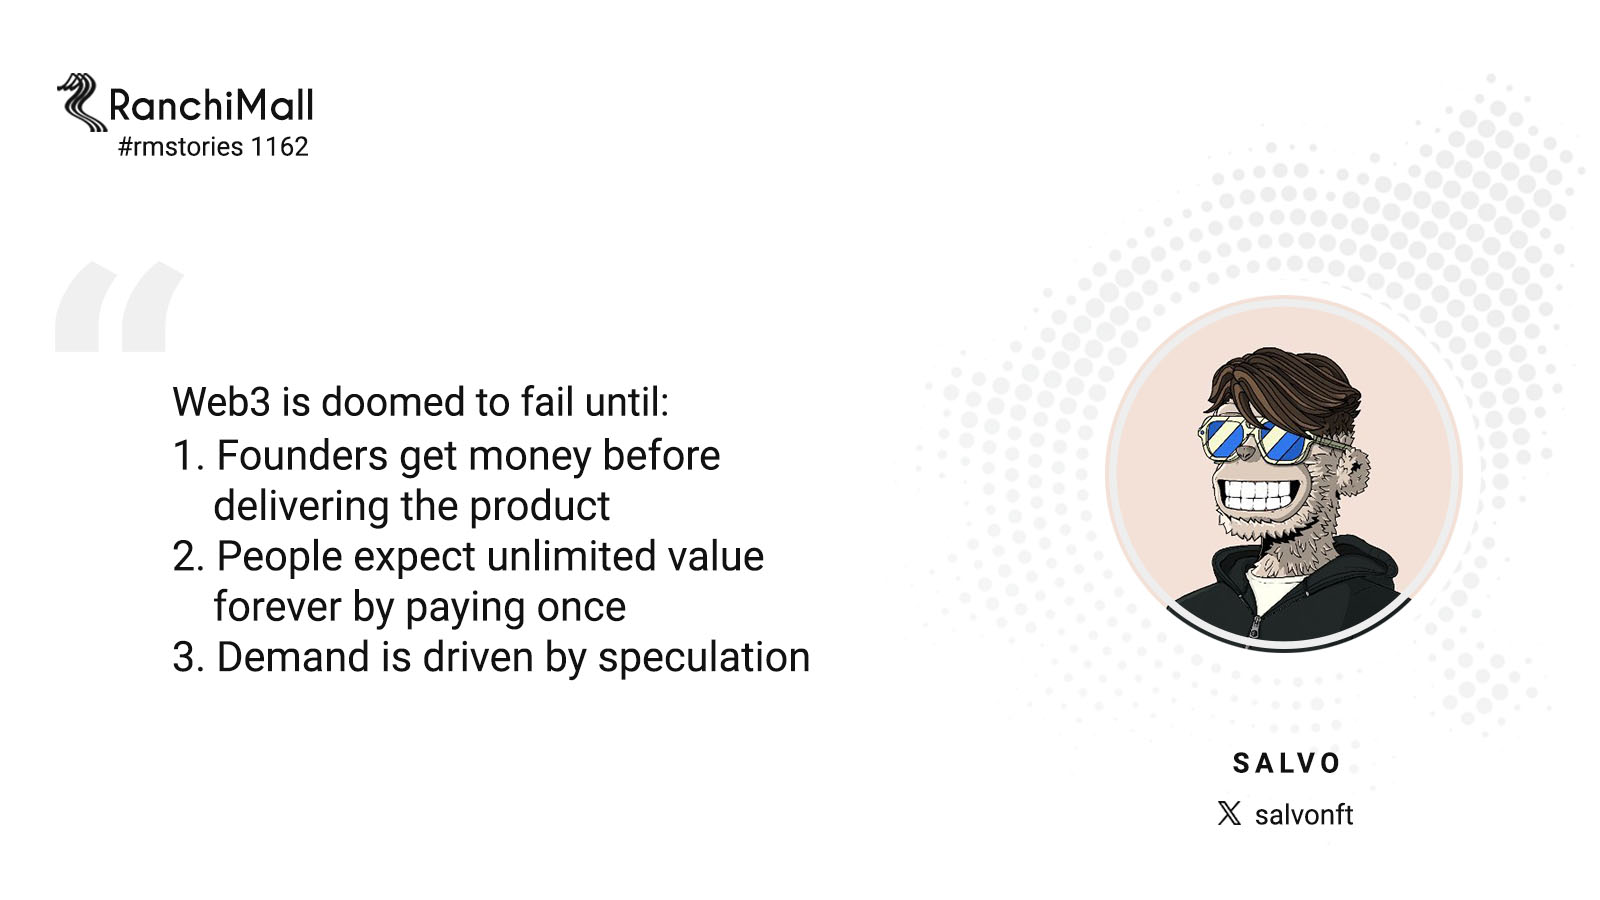 RanchiMall
#rmstories 1162
“
Web3 is doomed to fail until:
1. Founders get money before
delivering the product
2. People expect unlimited value
forever by paying once
3. Demand is driven by speculation
SALVO
𝕏 salvonft